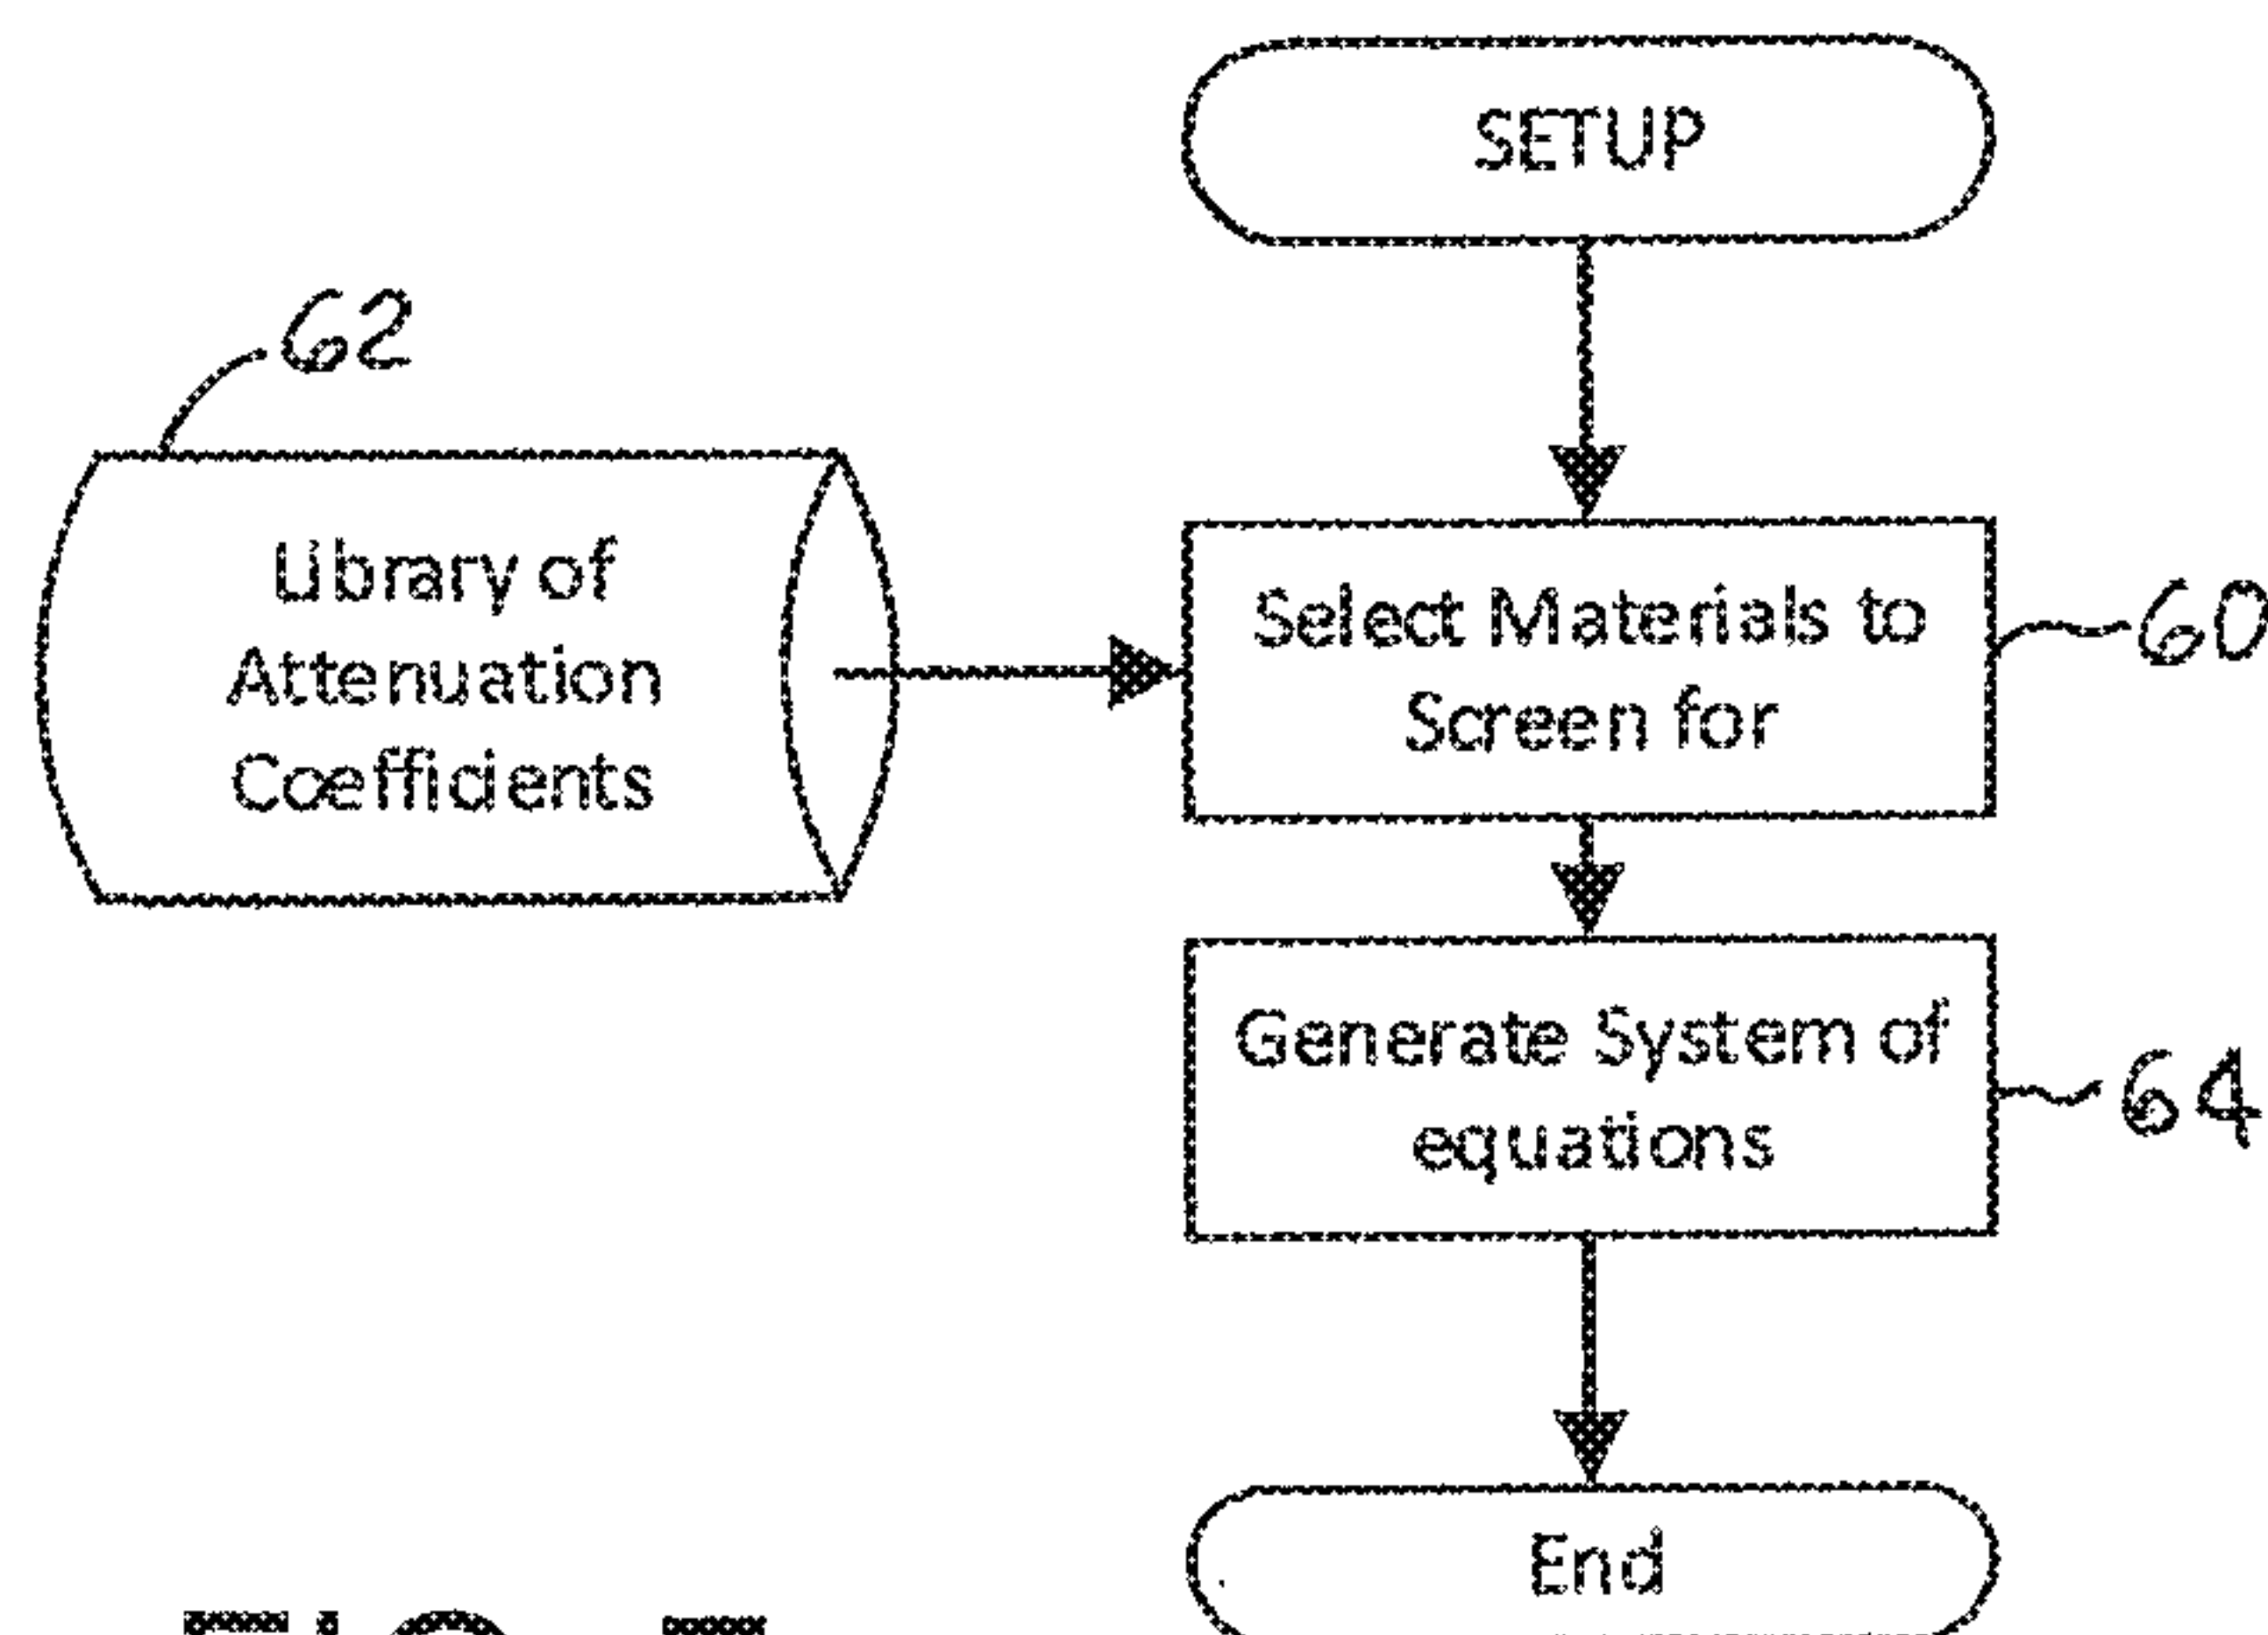 SETUP
62
Library of
Attenuation
Coefficients
Select Materials to
Screen for
60
Generate System of
equations
64
End